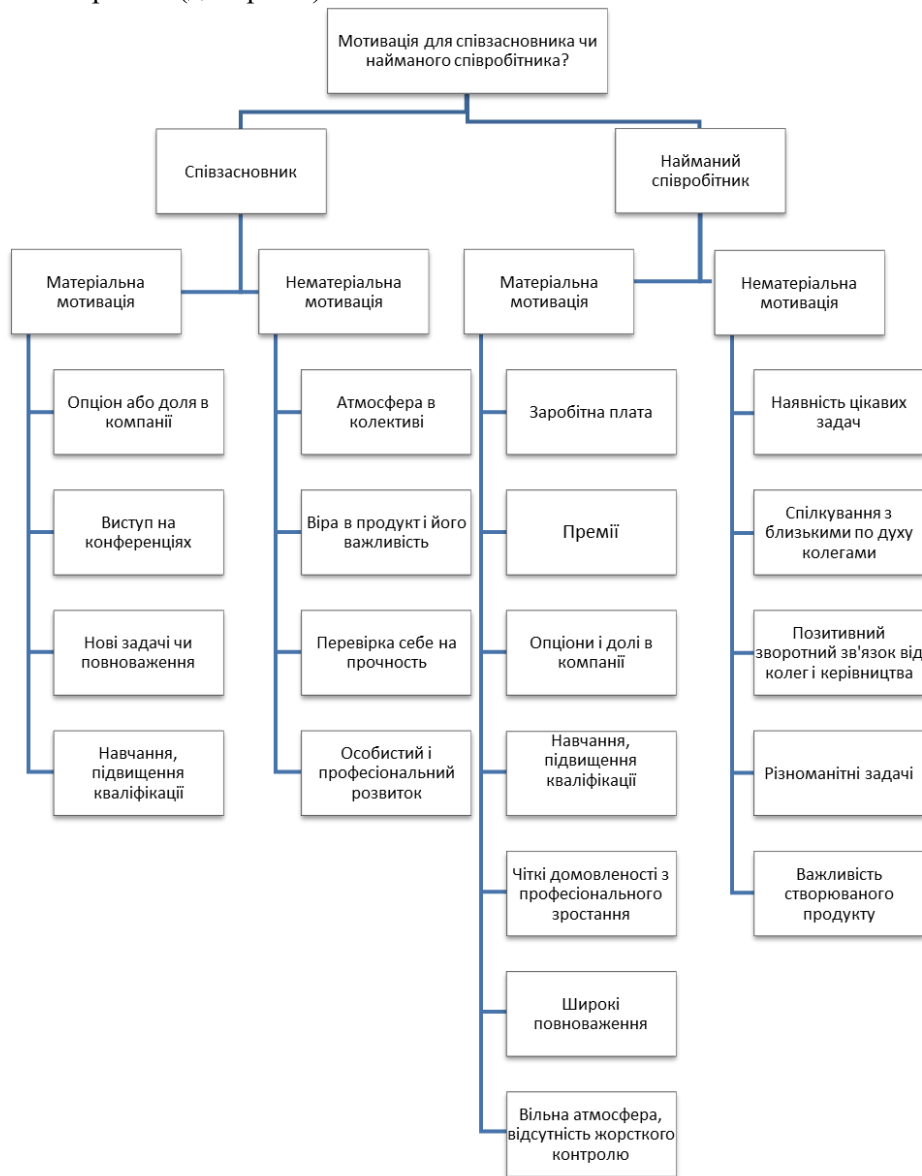 Мотивація для співзасновника чи
найманого співробітника?
Співзасновник
Найманий
співробітник
Матеріальна
мотивація
Нематеріальна
мотивація
Матеріальна
мотивація
Нематеріальна
мотивація
Опціон або доля в
компанії
Виступ на
конференціях
Нові задачі чи
повноваження
Навчання,
підвищення
кваліфікації
Атмосфера в
колективі
Віра в продукт і його
важливість
Перевірка себе на
прочность
Особистий і
професіональний
розвиток
Заробітна плата
Премії
Опціони і долі в
компанії
Навчання,
підвищення
кваліфікації
Чіткі домовленості з
професіонального
зростання
Широкі
повноваження
Вільна атмосфера,
відсутність жорсткого
контролю
Наявність цікавих
задач
Спілкування з
близькими по духу
колегами
Позитивний
зворотний зв'язок від
колег і керівництва
Різноманітні задачі
Важливість
створюваного
продукту